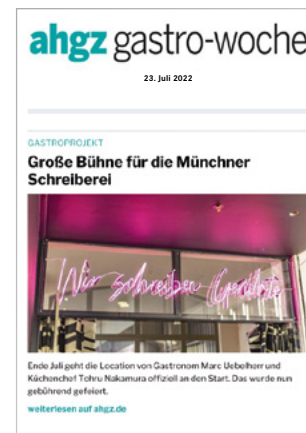 ahgz gastro-woche
23. Juli 2022
GASTROPROJEKT
Große Bühne für die Münchner
Schreiberei
Wir schreiben Gerichte
Ende Juli geht die Location von Gastronom Marc Uebelherr und
Küchenchef Tohru Nakamura offiziell an den Start. Das wurde nun
gebührend gefeiert.
weiterlesen auf ahgz.de